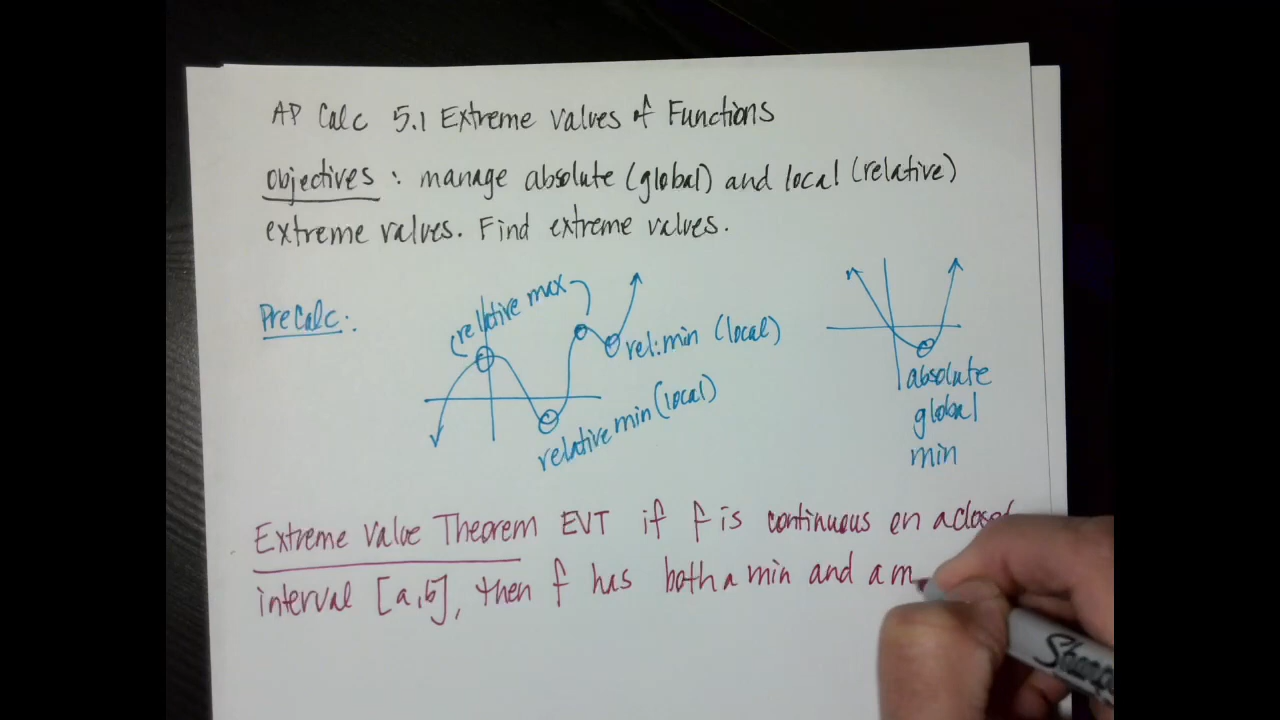 AP Calc 5.1 Extreme Values of Functions
objectives : manage absolute (global) and local (relative)
extreme values. Find extreme values.
PreCalc:
relative max
rel. min (local)
relative min (local)
absolute
global
min
Extreme Value Theorem EVT if f is continuous on a closed
interval [a,b], then f has both a min and a m
Sharpie